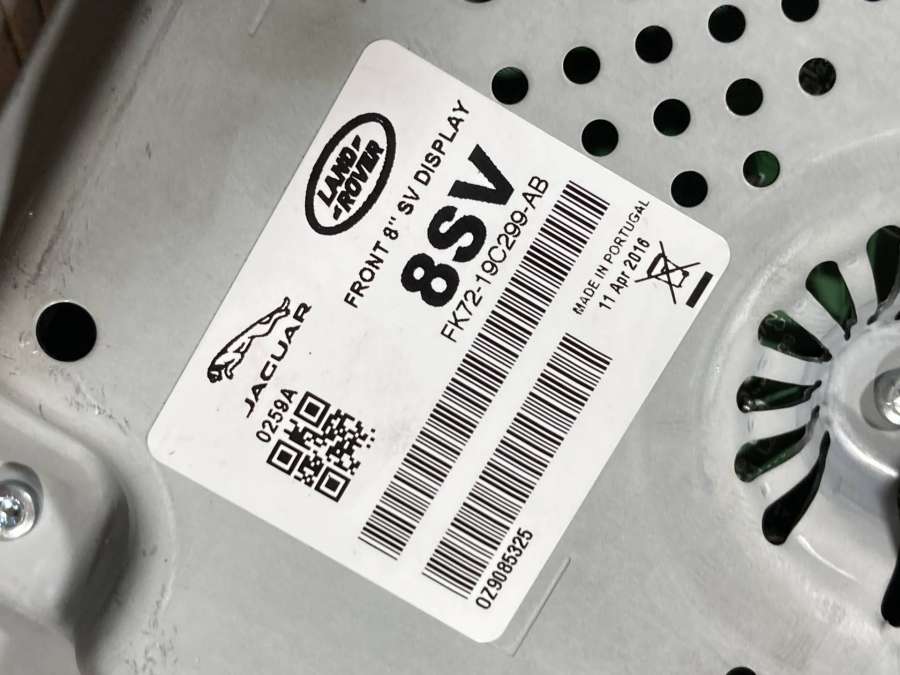 LAND
ROVER
JAGUAR
FRONT 8" SV DISPLAY
8SV
FK72-19C299-AB
0259A
MADE IN PORTUGAL
11 Apr 2016
0Z9085325